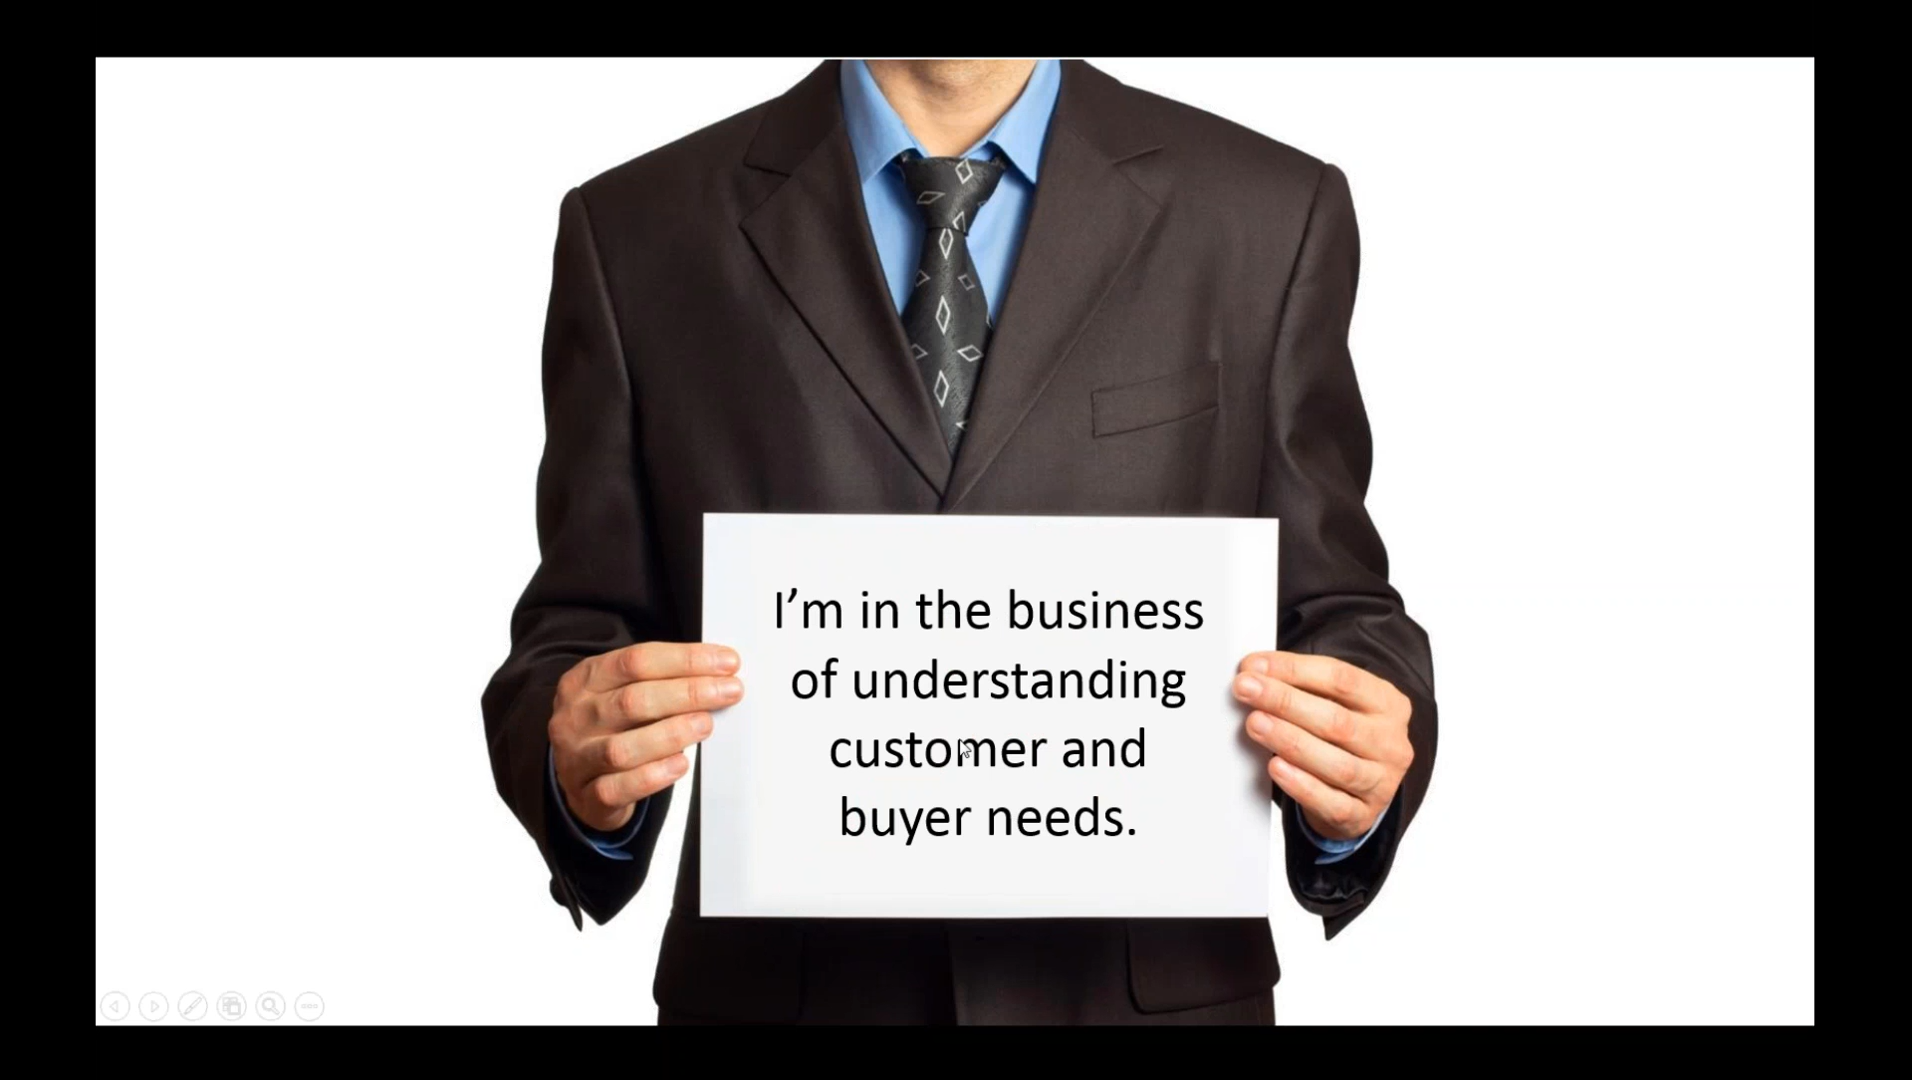 I’m in the business
of understanding
customer and
buyer needs.